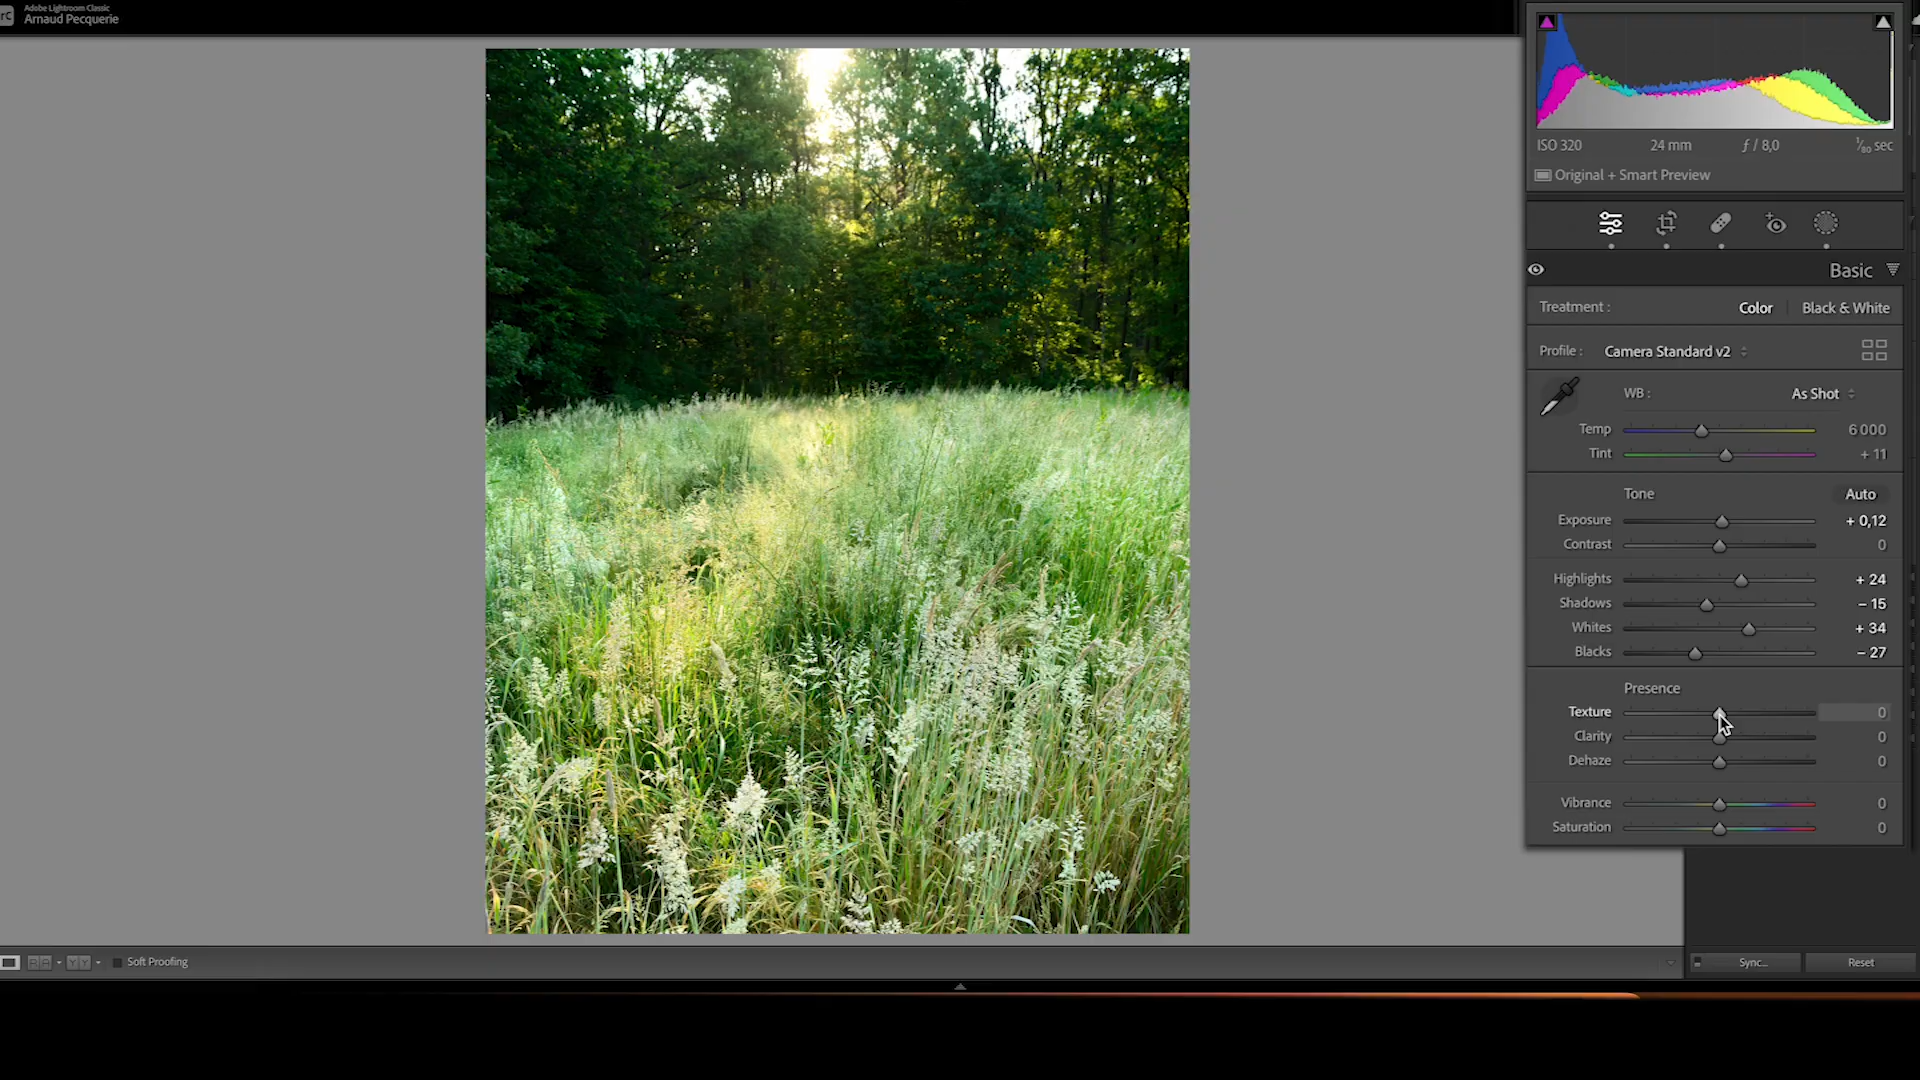 rC
Adobe Lightroom Classic
Arnaud Pecquerie
ISO 320 24 mm ƒ / 8,0 1/80 sec
Original + Smart Preview
Basic
Treatment : Color Black & White
Profile : Camera Standard v2
WB : As Shot
Temp 6 000
Tint + 11
Tone Auto
Exposure + 0,12
Contrast 0
Highlights + 24
Shadows – 15
Whites + 34
Blacks – 27
Presence
Texture 0
Clarity 0
Dehaze 0
Vibrance 0
Saturation 0
R A Y Y Soft Proofing Sync... Reset